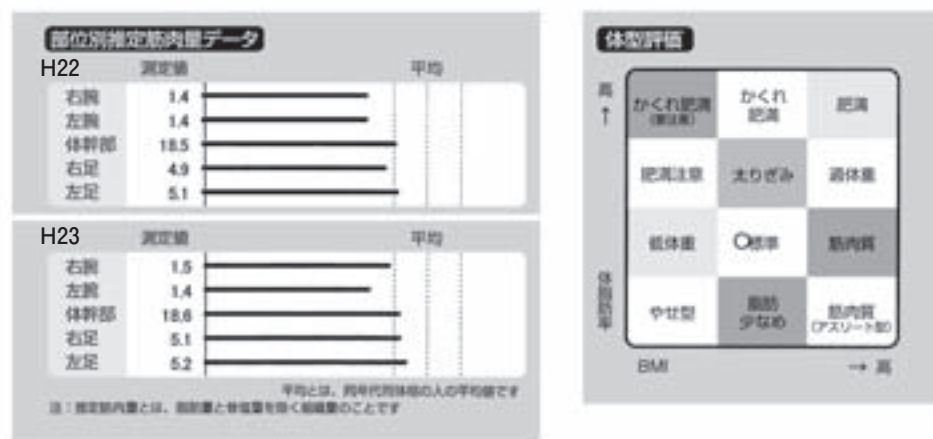 部位別推定筋肉量データ
H22 測定値 平均
右腕 1.4
左腕 1.4
体幹部 18.5
右足 4.9
左足 5.1
H23 測定値 平均
右腕 1.5
左腕 1.4
体幹部 18.6
右足 5.1
左足 5.2
平均とは、同年代同体格の人の平均値です
注:推定筋肉量とは、脂肪量と骨塩量を除く組織量のことです
体型評価
高
↑
かくれ肥満
(要注意)
かくれ
肥満
肥満
肥満注意 太りぎみ 過体重
低体重 ○標準 筋肉質
やせ型
脂肪
少なめ
筋肉質
(アスリート型)
体脂肪率
BMI → 高